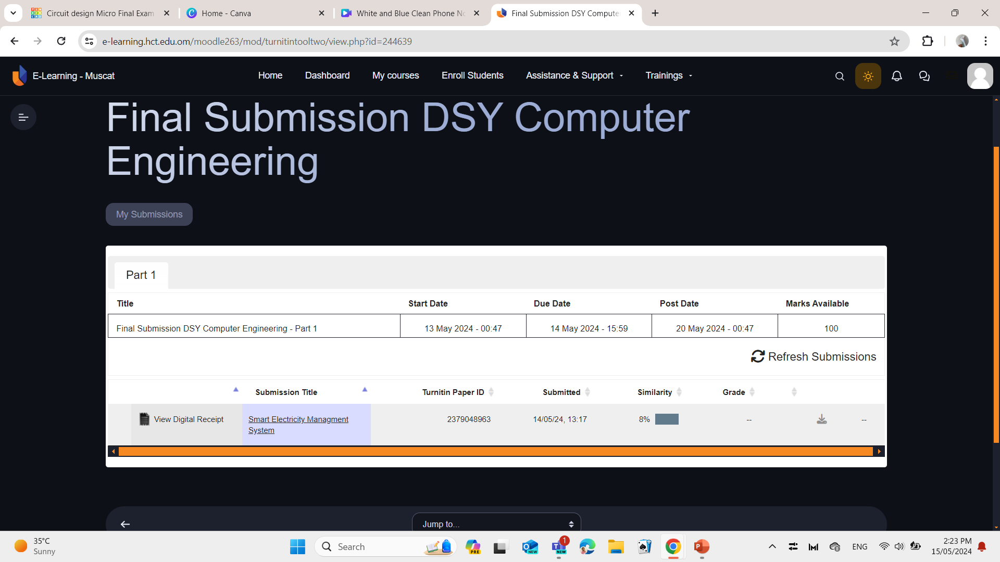 Circuit design Micro Final Exam
Home - Canva
White and Blue Clean Phone No
Final Submission DSY Compute
e-learning.hct.edu.om/moodle263/mod/turnitintooltwo/view.php?id=244639
E-Learning - Muscat
Home
Dashboard
My courses
Enroll Students
Assistance & Support
Trainings
Final Submission DSY Computer
Engineering
My Submissions
Part 1
Title Start Date Due Date Post Date Marks Available
Final Submission DSY Computer Engineering - Part 1 13 May 2024 - 00:47 14 May 2024 - 15:59 20 May 2024 - 00:47 100
Refresh Submissions
Submission Title Turnitin Paper ID Submitted Similarity Grade
View Digital Receipt Smart Electricity Managment 2379048963 14/05/24, 13:17 8% -- --
System
Jump to...
35°C
Sunny
Search
PRE
NEW
NEW
1
ENG
2:23 PM
15/05/2024